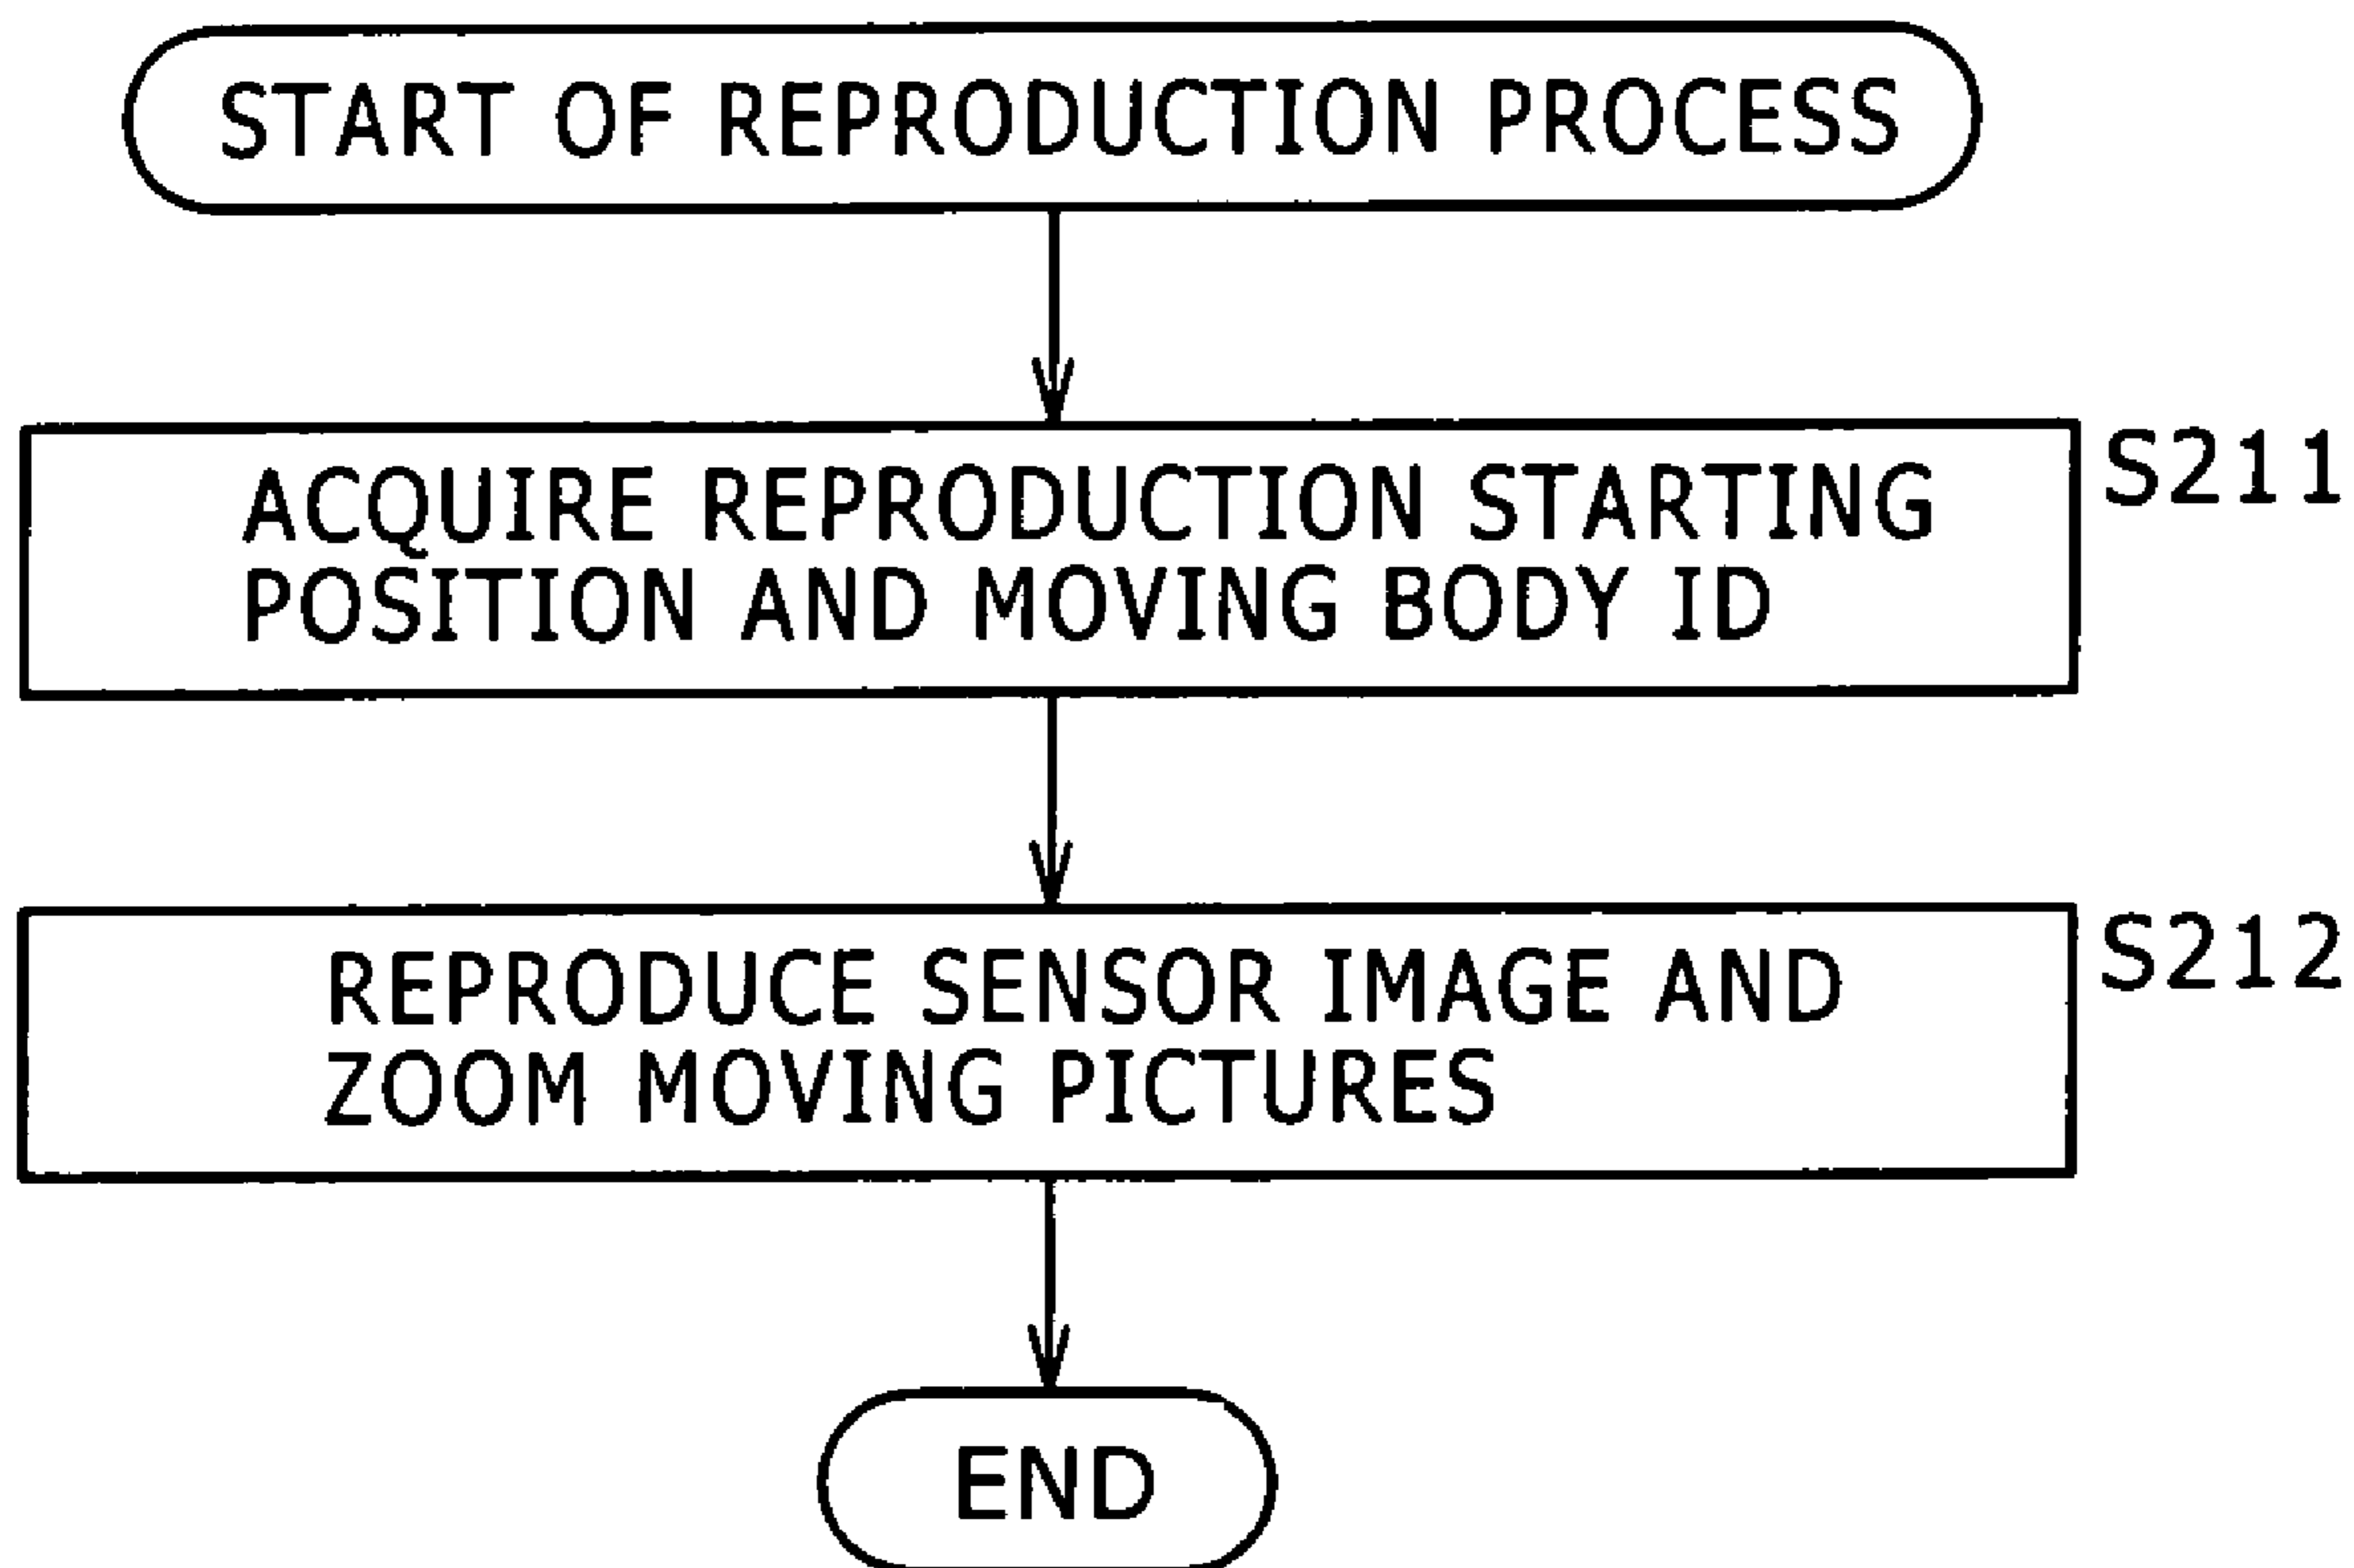 START OF REPRODUCTION PROCESS
ACQUIRE REPRODUCTION STARTING
POSITION AND MOVING BODY ID
S211
REPRODUCE SENSOR IMAGE AND
ZOOM MOVING PICTURES
S212
END